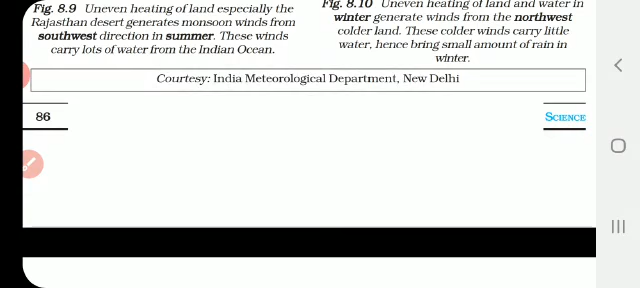 Fig. 8.9 Uneven heating of land especially the
Rajasthan desert generates monsoon winds from
southwest direction in summer. These winds
carry lots of water from the Indian Ocean.
Fig. 8.10 Uneven heating of land and water in
winter generate winds from the northwest
colder land. These colder winds carry little
water, hence bring small amount of rain in
winter.
Courtesy: India Meteorological Department, New Delhi
86
SCIENCE